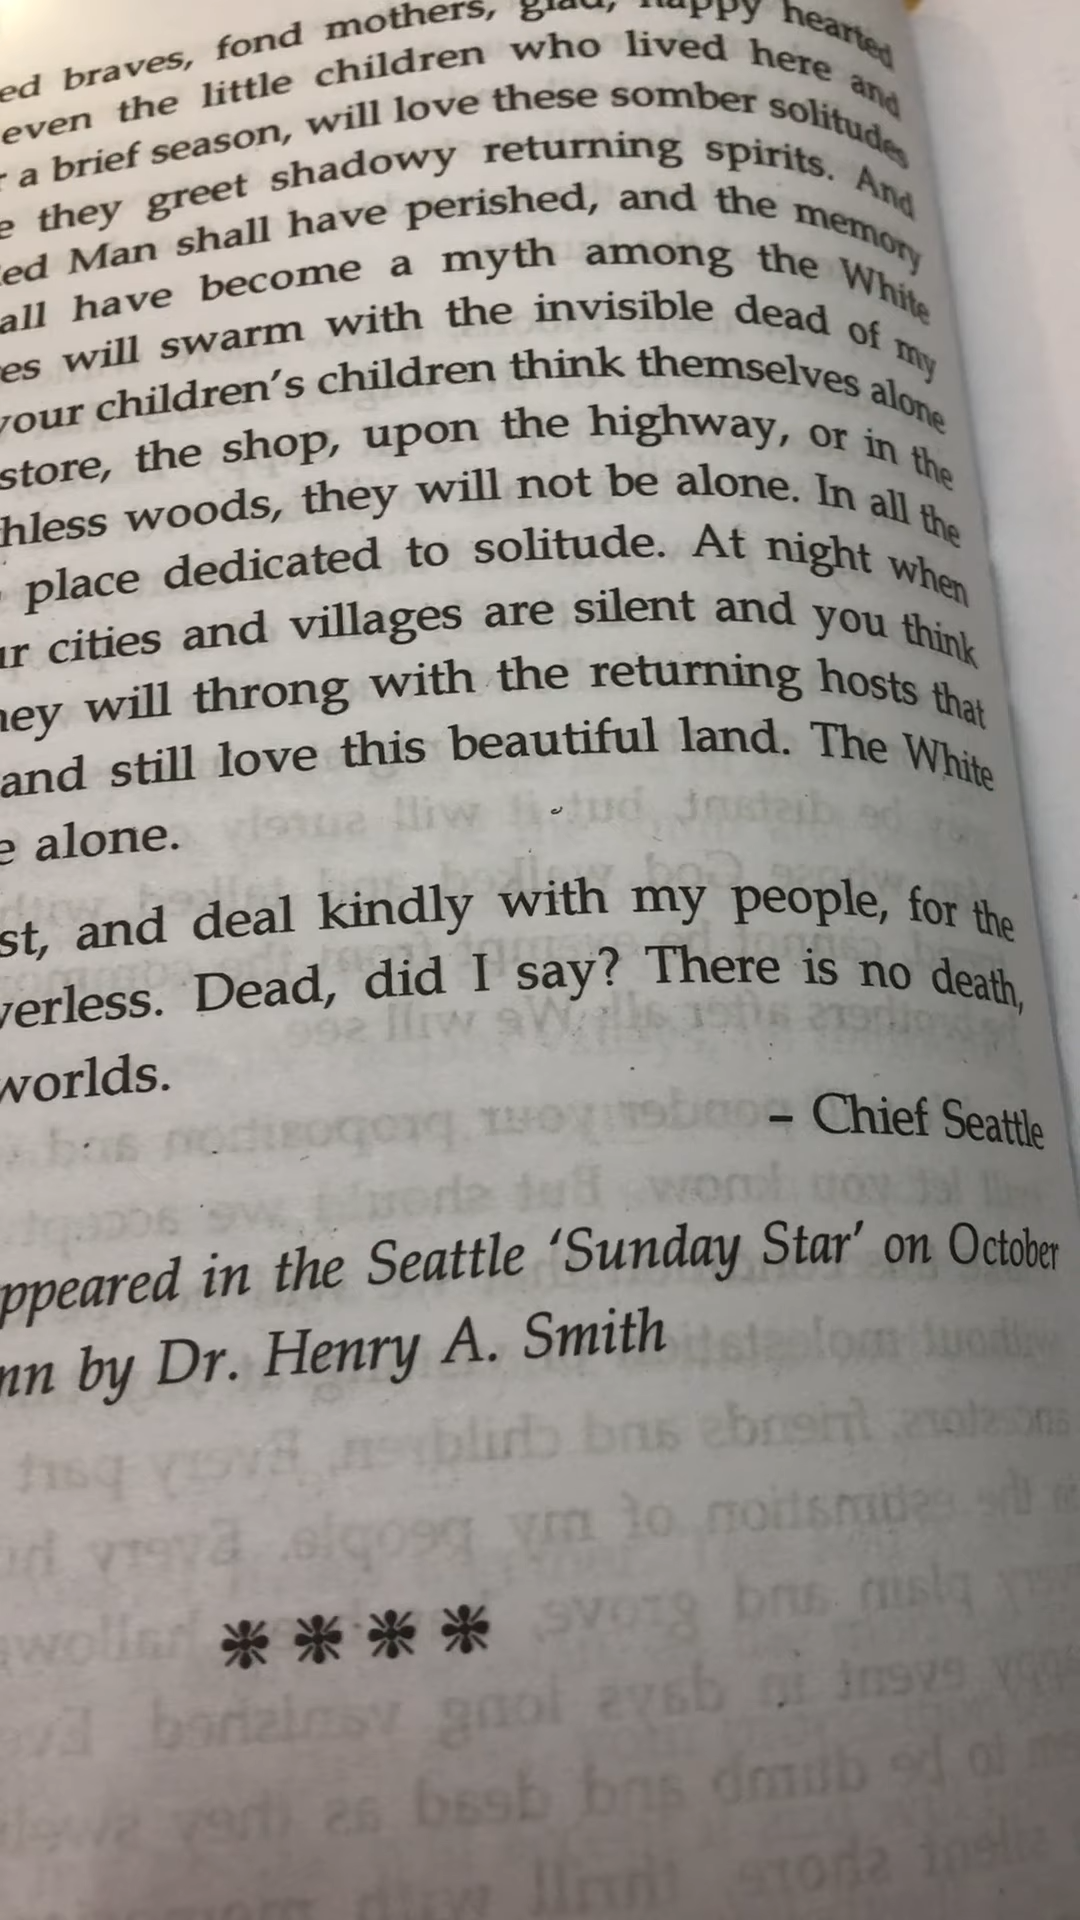 braves, fond mothers, glad, happy hearted
even the little children who lived here and
a brief season, will love these somber solitudes
they greet shadowy returning spirits. And
ed Man shall have perished, and the memory
all have become a myth among the White
es will swarm with the invisible dead of my
your children's children think themselves alone
store, the shop, upon the highway, or in the
hless woods, they will not be alone. In all the
place dedicated to solitude. At night when
r cities and villages are silent and you think
hey will throng with the returning hosts that
and still love this beautiful land. The White
e alone.
st, and deal kindly with my people, for the
verless. Dead, did I say? There is no death,
worlds.
– Chief Seattle
ppeared in the Seattle 'Sunday Star' on October
nn by Dr. Henry A. Smith